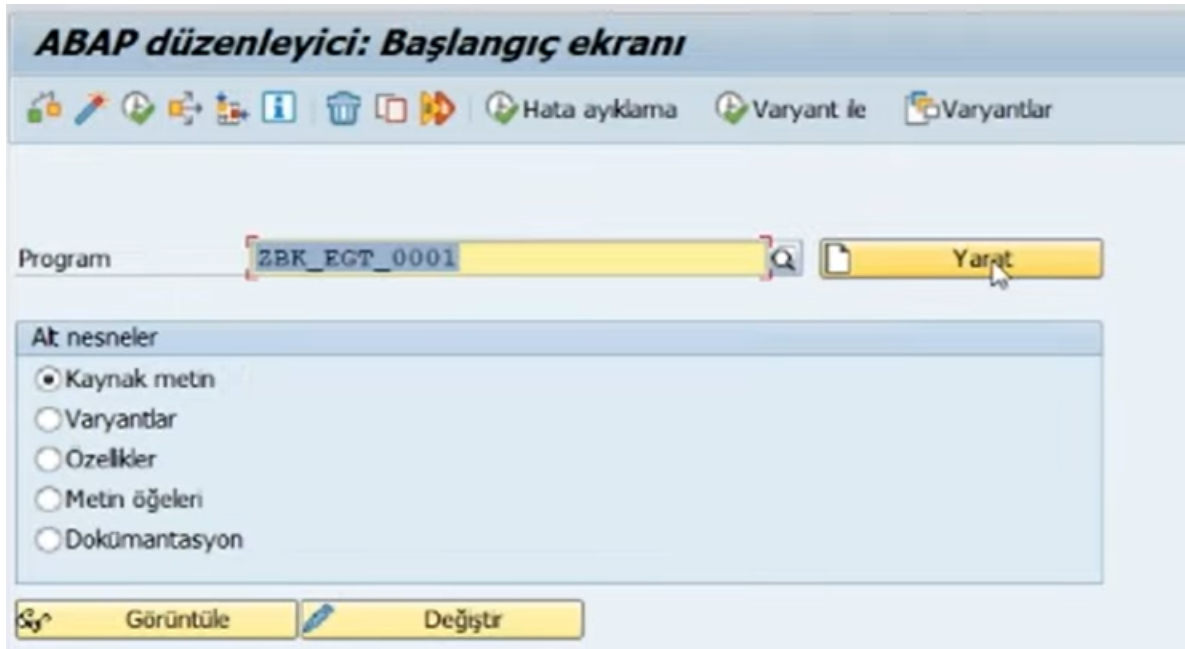 ABAP düzenleyici: Başlangıç ekranı
Hata ayıklama Varyant ile Varyantlar
Program ZBK_EGT_0001 Yarat
Alt nesneler
Kaynak metin
Varyantlar
Özellikler
Metin öğeleri
Dokümantasyon
Görüntüle Değiştir